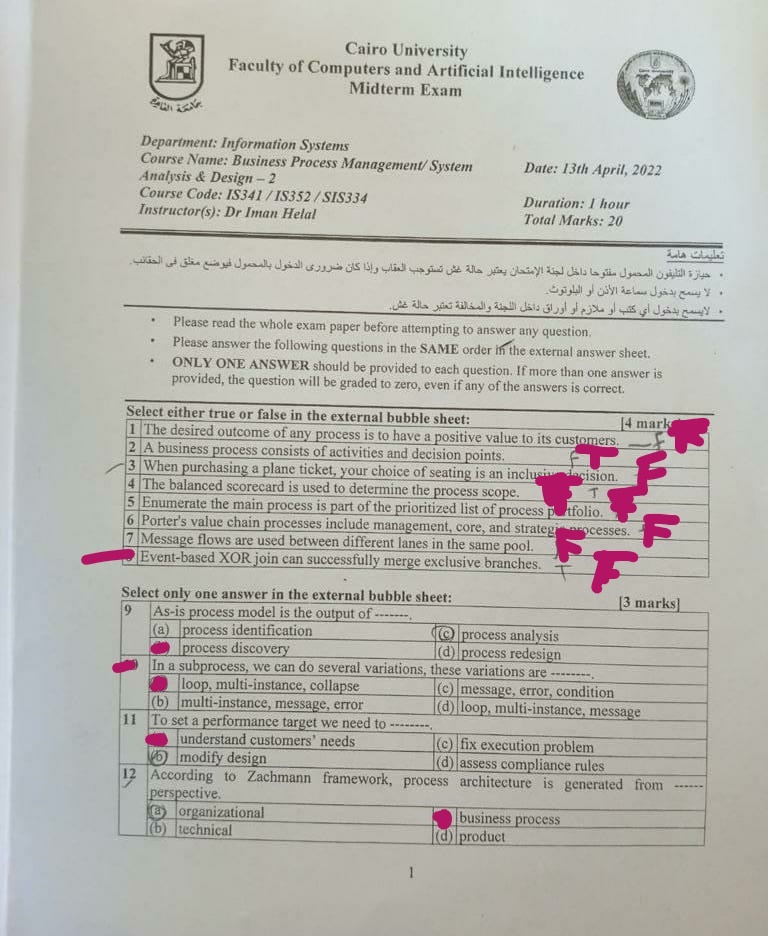 Cairo University
Faculty of Computers and Artificial Intelligence
Midterm Exam
جامعة القاهرة
Department: Information Systems
Course Name: Business Process Management/ System
Analysis & Design – 2
Course Code: IS341 / IS352 / SIS334
Instructor(s): Dr Iman Helal
Date: 13th April, 2022
Duration: 1 hour
Total Marks: 20
تعليمات هامة
• حيازة التليفون المحمول مفتوحا داخل لجنة الإمتحان يعتبر حالة غش تستوجب العقاب وإذا كان ضرورى الدخول بالمحمول فيوضع مغلق فى الحقائب.
• لا يسمح بدخول سماعة الأذن أو البلوتوث.
• لايسمح بدخول أي كتب أو ملازم أو أوراق داخل اللجنة والمخالفة تعتبر حالة غش.
• Please read the whole exam paper before attempting to answer any question.
• Please answer the following questions in the SAME order in the external answer sheet.
• ONLY ONE ANSWER should be provided to each question. If more than one answer is
provided, the question will be graded to zero, even if any of the answers is correct.
Select either true or false in the external bubble sheet: [4 mark
1 The desired outcome of any process is to have a positive value to its customers. F
2 A business process consists of activities and decision points. F T
3 When purchasing a plane ticket, your choice of seating is an inclusive decision. F
4 The balanced scorecard is used to determine the process scope. T
5 Enumerate the main process is part of the prioritized list of process portfolio.
6 Porter's value chain processes include management, core, and strategic processes. F
7 Message flows are used between different lanes in the same pool. F
Event-based XOR join can successfully merge exclusive branches. T F
Select only one answer in the external bubble sheet: [3 marks]
9 As-is process model is the output of -------.
(a) process identification (c) process analysis
process discovery (d) process redesign
In a subprocess, we can do several variations, these variations are --------.
loop, multi-instance, collapse (c) message, error, condition
(b) multi-instance, message, error (d) loop, multi-instance, message
11 To set a performance target we need to --------.
understand customers' needs (c) fix execution problem
(b) modify design (d) assess compliance rules
12 According to Zachmann framework, process architecture is generated from ------
perspective.
(a) organizational business process
(b) technical (d) product
1